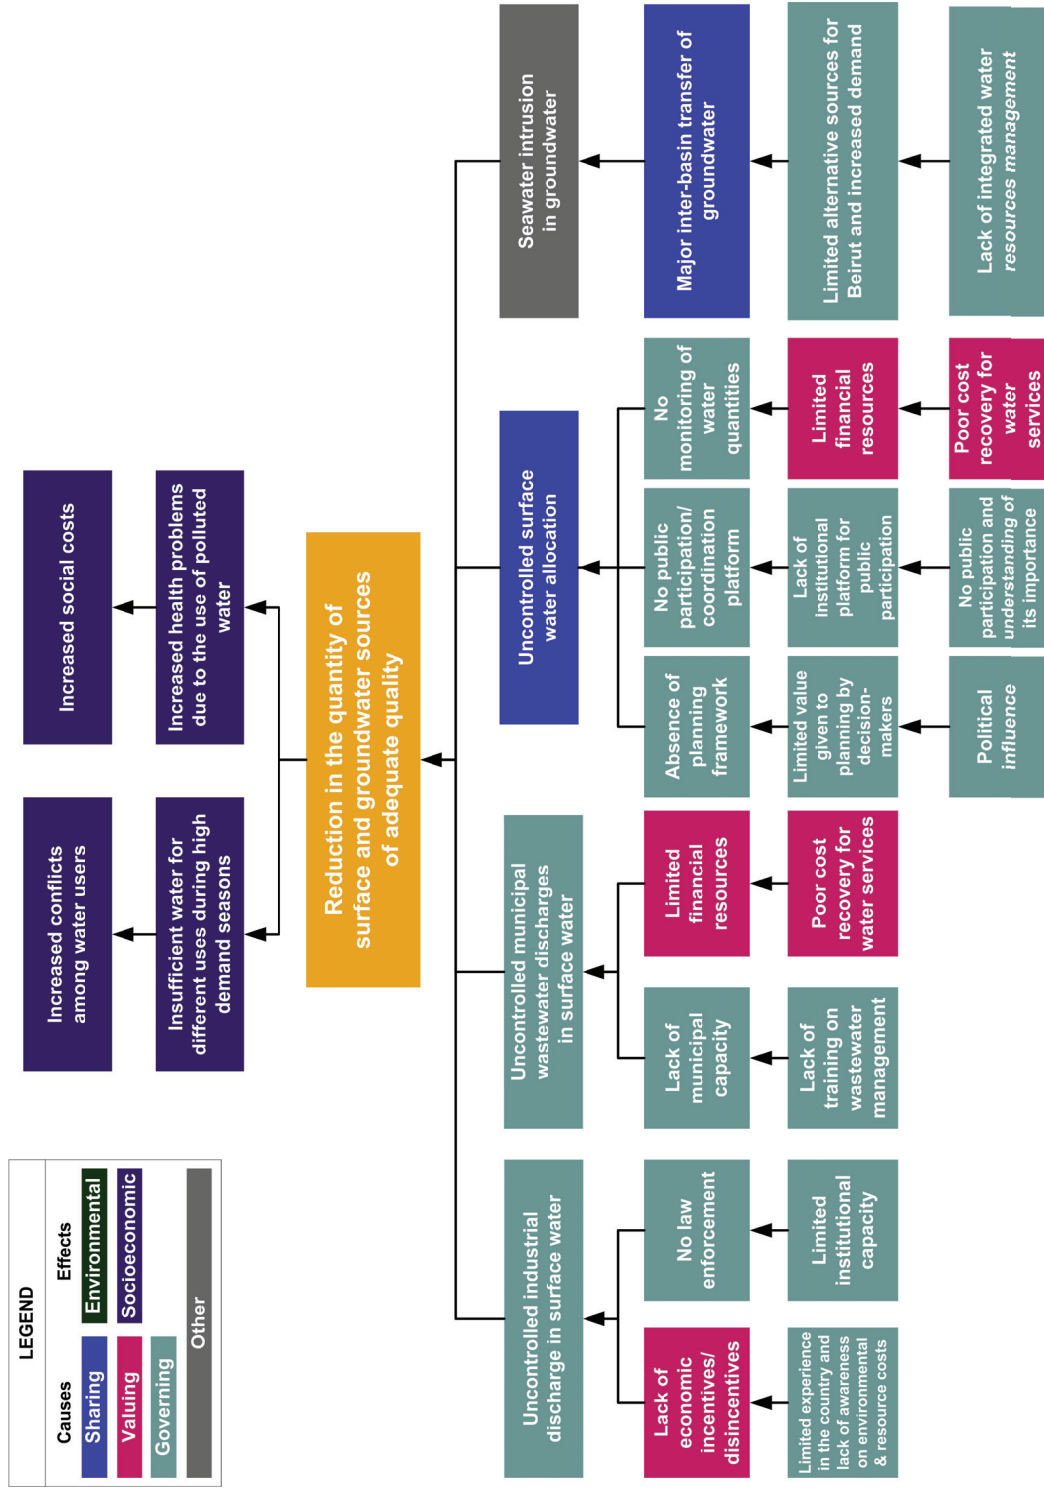 LEGEND
Causes
Effects
Sharing
Environmental
Valuing
Socioeconomic
Governing
Other
Increased conflicts
among water users
Increased social costs
Insufficient water for
different uses during high
demand seasons
Increased health problems
due to the use of polluted
water
Reduction in the quantity of
surface and groundwater sources
of adequate quality
Uncontrolled industrial
discharge in surface water
Uncontrolled municipal
wastewater discharges
in surface water
Uncontrolled surface
water allocation
Seawater intrusion
in groundwater
Lack of
economic
incentives/
disincentives
No law
enforcement
Lack of
municipal
capacity
Limited
financial
resources
Absence of
planning
framework
No public
participation/
coordination
platform
No
monitoring of
water
quantities
Major inter-basin transfer of
groundwater
Limited experience
in the country and
lack of awareness
on environmental
& resource costs
Limited
institutional
capacity
Lack of
training on
wastewater
management
Poor cost
recovery for
water services
Limited value
given to
planning by
decision-
makers
Lack of
institutional
platform for
public
participation
Limited
financial
resources
Limited alternative sources for
Beirut and increased demand
Political
influence
No public
participation and
understanding of
its importance
Poor cost
recovery for
water
services
Lack of integrated water
resources management